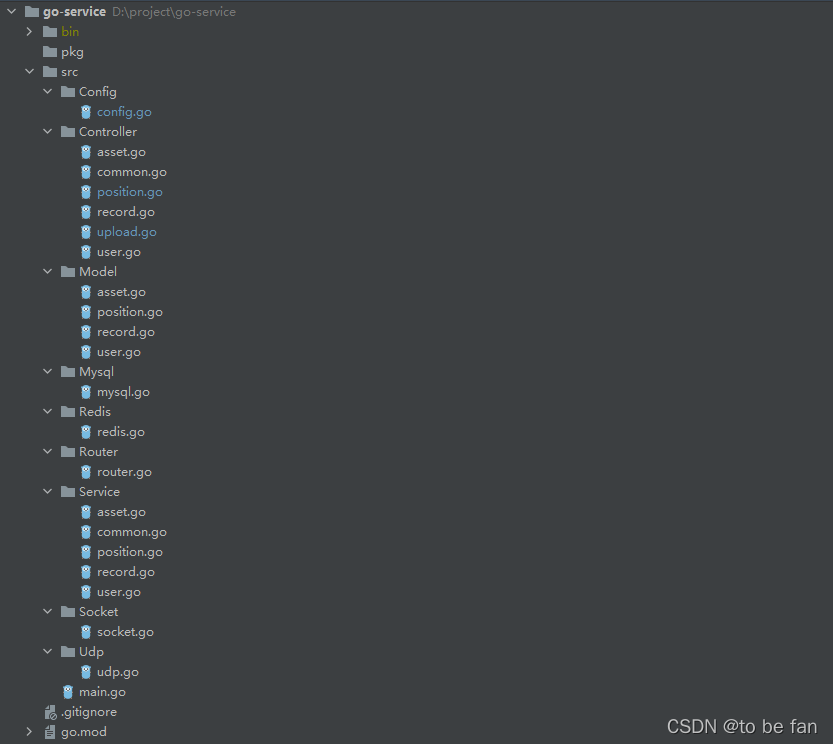 go-service D:\project\go-service
bin
pkg
src
Config
config.go
Controller
asset.go
common.go
position.go
record.go
upload.go
user.go
Model
asset.go
position.go
record.go
user.go
Mysql
mysql.go
Redis
redis.go
Router
router.go
Service
asset.go
common.go
position.go
record.go
user.go
Socket
socket.go
Udp
udp.go
main.go
.gitignore
go.mod
CSDN @to be fan